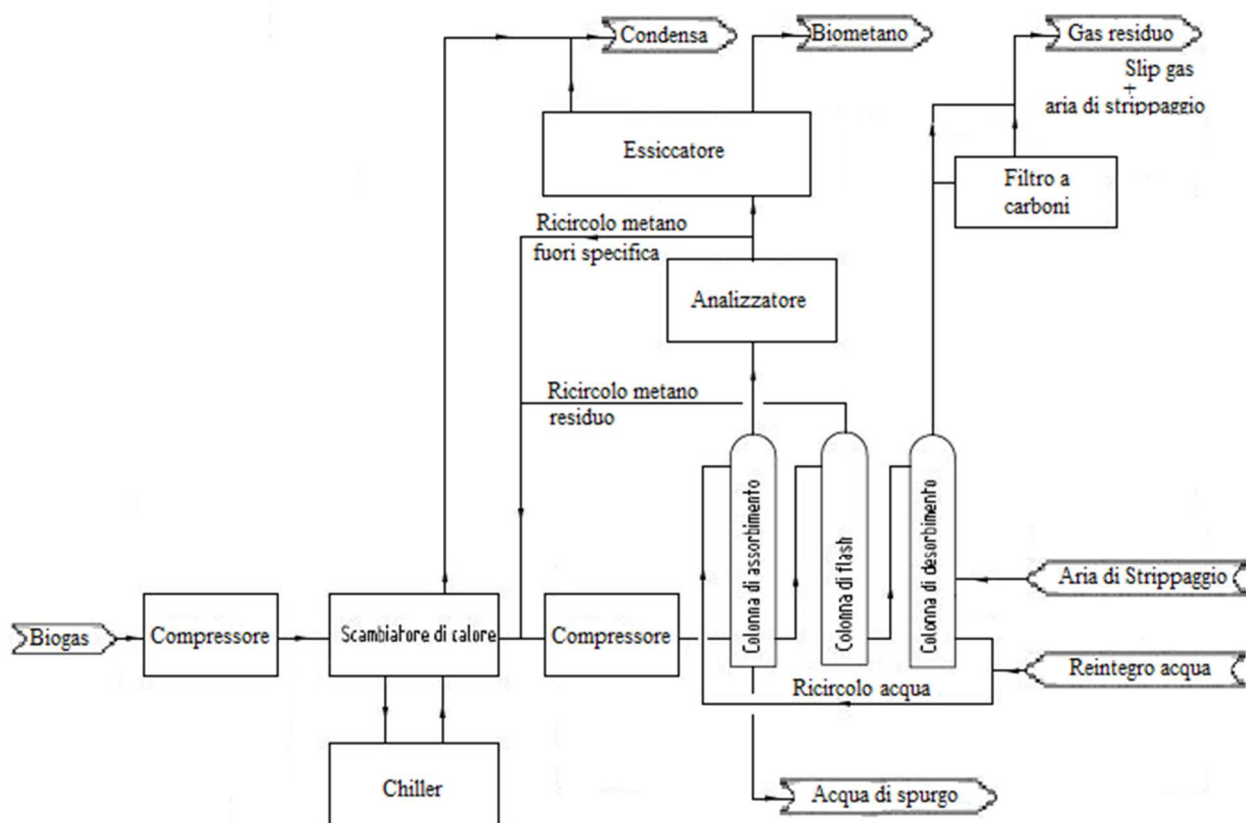 Condensa
Biometano
Gas residuo
Slip gas
+
aria di strippaggio
Essiccatore
Filtro a
carboni
Ricircolo metano
fuori specifica
Analizzatore
Ricircolo metano
residuo
Colonna di assorbimento
Colonna di flash
Colonna di desorbimento
Aria di Strippaggio
Biogas
Compressore
Scambiatore di calore
Compressore
Reintegro acqua
Ricircolo acqua
Chiller
Acqua di spurgo